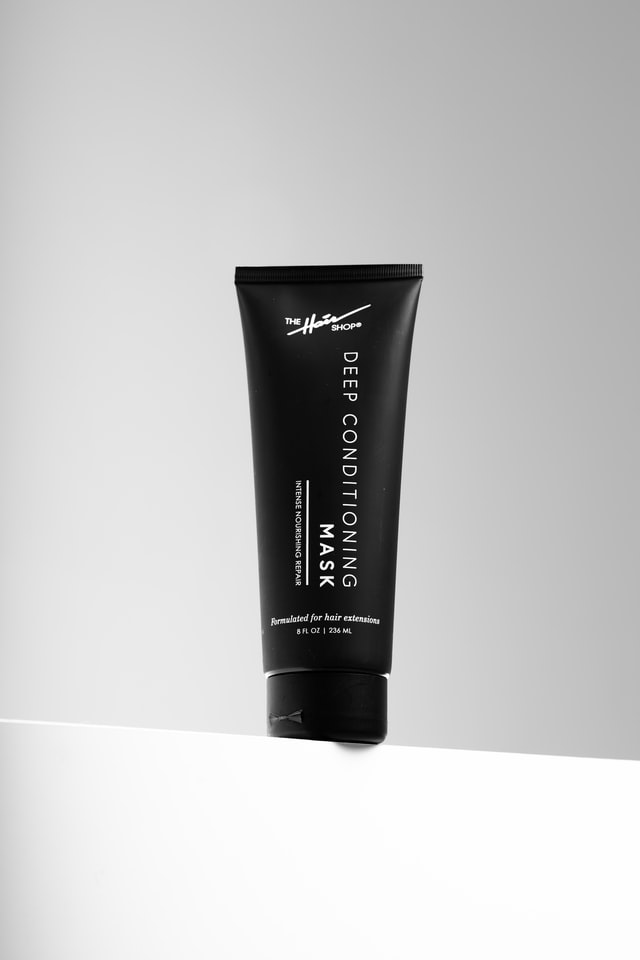 THE Hair SHOP®
DEEP CONDITIONING
MASK
INTENSE NOURISHING REPAIR
Formulated for hair extensions
8 FL OZ | 236 ML